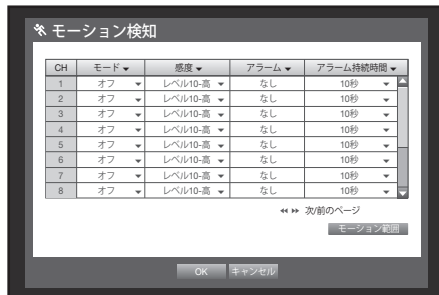 モーション検知
CH モード 感度 アラーム アラーム持続時間
1 オフ レベル10-高 なし 10秒
2 オフ レベル10-高 なし 10秒
3 オフ レベル10-高 なし 10秒
4 オフ レベル10-高 なし 10秒
5 オフ レベル10-高 なし 10秒
6 オフ レベル10-高 なし 10秒
7 オフ レベル10-高 なし 10秒
8 オフ レベル10-高 なし 10秒
次/前のページ
モーション範囲
OK キャンセル